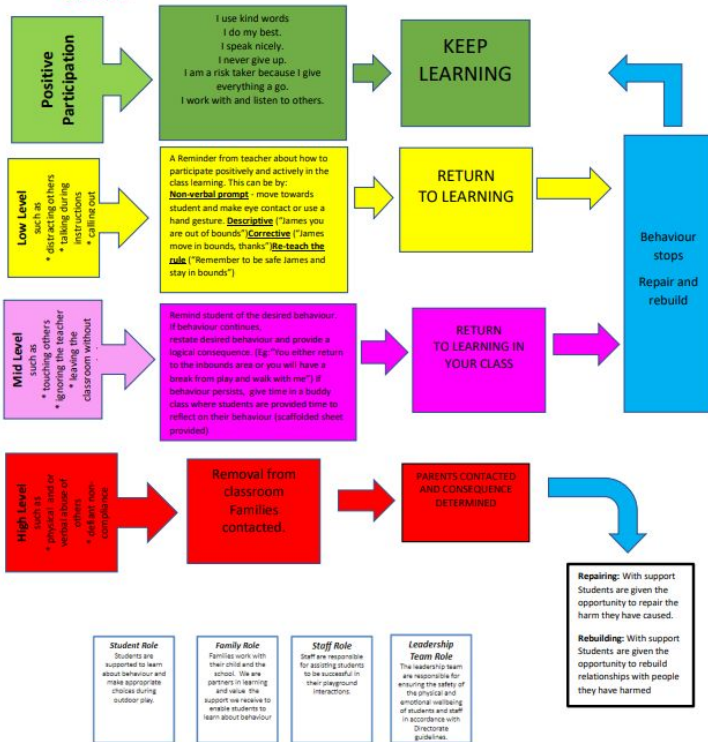 Positive
Participation
I use kind words
I do my best.
I speak nicely.
I never give up.
I am a risk taker because I give
everything a go.
I work with and listen to others.
KEEP
LEARNING
Low Level
such as
* distracting others
* talking during
instructions
* calling out
A Reminder from teacher about how to
participate positively and actively in the
class learning. This can be by:
Non-verbal prompt - move towards
student and make eye contact or use a
hand gesture. Descriptive ("James you
are out of bounds")Corrective ("James
move in bounds, thanks")Re-teach the
rule ("Remember to be safe James and
stay in bounds")
RETURN
TO LEARNING
Behaviour
stops
Repair and
rebuild
Mid Level
such as
* touching others
* ignoring the teacher
* leaving the
classroom without
Remind student of the desired behaviour.
If behaviour continues,
restate desired behaviour and provide a
logical consequence. (Eg:"You either return
to the inbounds area or you will have a
break from play and walk with me") If
behaviour persists, give time in a buddy
class where students are provided time to
reflect on their behaviour (scaffolded sheet
provided)
RETURN
TO LEARNING IN
YOUR CLASS
High Level
such as
* physical and or
verbal abuse of
others
* defiant non-
compliance
Removal from
classroom
Families
contacted.
PARENTS CONTACTED
AND CONSEQUENCE
DETERMINED
Repairing: With support
Students are given the
opportunity to repair the
harm they have caused.
Rebuilding: With support
Students are given the
opportunity to rebuild
relationships with people
they have harmed
Student Role
Students are
supported to learn
about behaviour and
make appropriate
choices during
outdoor play.
Family Role
Families work with
their child and the
school. We are
partners in learning
and value the
support we receive to
enable students to
learn about behaviour
Staff Role
Staff are responsible
for assisting students
to be successful in
their playground
interactions.
Leadership
Team Role
The leadership team
are responsible for
ensuring the safety of
the physical and
emotional wellbeing
of students and staff
in accordance with
Directorate
guidelines.